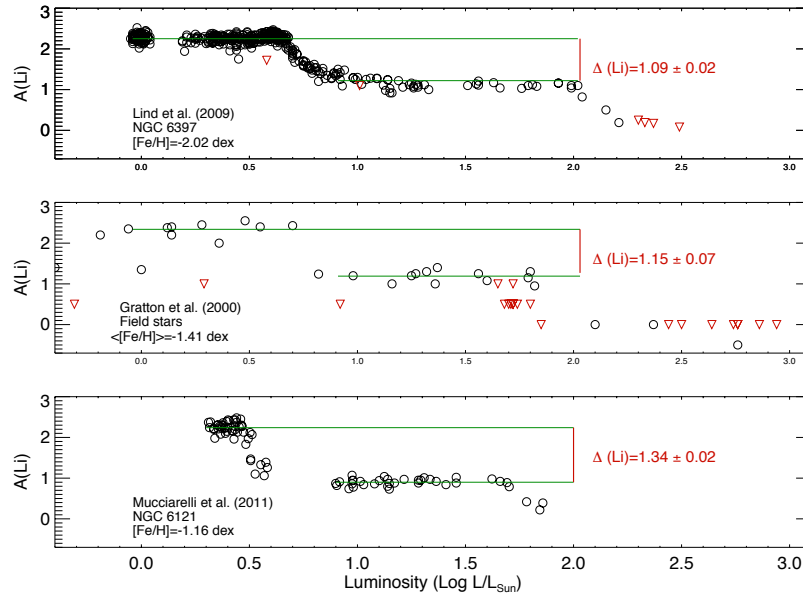 3
2
1
0
A(Li)
Lind et al. (2009)
NGC 6397
[Fe/H]=-2.02 dex
Δ (Li)=1.09 ± 0.02
0.0 0.5 1.0 1.5 2.0 2.5 3.0
3
2
1
0
A(Li)
Gratton et al. (2000)
Field stars
<[Fe/H]>=-1.41 dex
Δ (Li)=1.15 ± 0.07
0.0 0.5 1.0 1.5 2.0 2.5 3.0
3
2
1
0
A(Li)
Mucciarelli et al. (2011)
NGC 6121
[Fe/H]=-1.16 dex
Δ (Li)=1.34 ± 0.02
0.0 0.5 1.0 1.5 2.0 2.5 3.0
Luminosity (Log L/LSun)